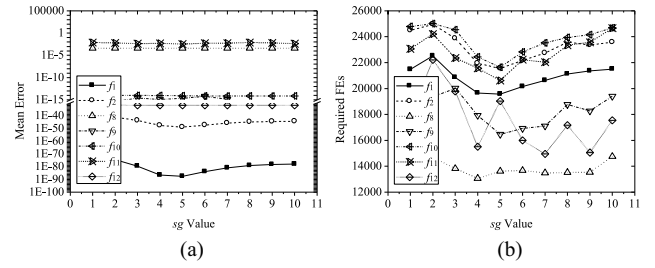 100000
1
1E-5
1E-10
1E-15
1E-40
1E-50
1E-60
1E-70
1E-80
1E-90
1E-100
Mean Error
f1
f2
f8
f9
f10
f11
f12
0 1 2 3 4 5 6 7 8 9 10 11
sg Value
(a)
26000
24000
22000
20000
18000
16000
14000
12000
Required FEs
f1
f2
f8
f9
f10
f11
f12
0 1 2 3 4 5 6 7 8 9 10 11
sg Value
(b)